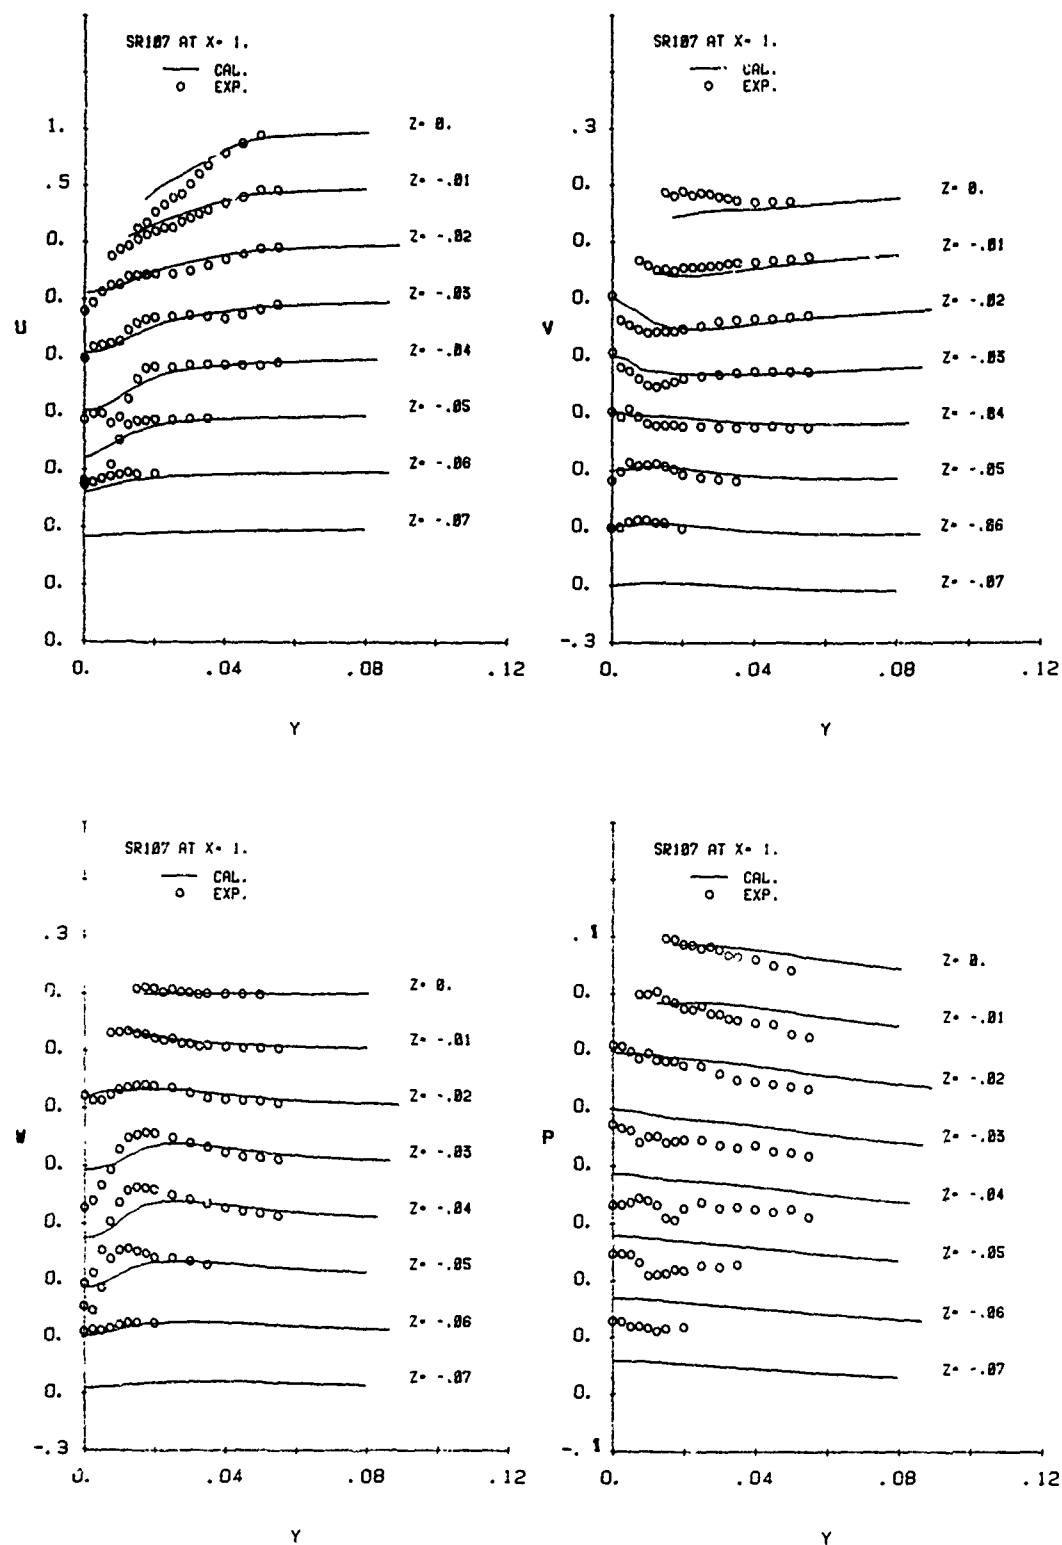 SR107 AT X= 1.
CAL.
EXP.
1.
.5
0.
0.
0.
0.
0.
0.
0.
0.
U
Z= 0.
Z= -.01
Z= -.02
Z= -.03
Z= -.04
Z= -.05
Z= -.06
Z= -.07
0.
.04
.08
0.12
Y
SR107 AT X= 1.
CAL.
EXP.
.3
0.
0.
0.
0.
0.
0.
0.
0.
-.3
V
Z= 0.
Z= -.01
Z= -.02
Z= -.03
Z= -.04
Z= -.05
Z= -.06
Z= -.07
0.
.04
.08
0.12
Y
SR107 AT X= 1.
CAL.
EXP.
.3
0.
0.
0.
0.
0.
0.
0.
0.
-.3
W
Z= 0.
Z= -.01
Z= -.02
Z= -.03
Z= -.04
Z= -.05
Z= -.06
Z= -.07
0.
.04
.08
0.12
Y
SR107 AT X= 1.
CAL.
EXP.
.1
0.
0.
0.
0.
0.
0.
0.
0.
-.1
P
Z= 0.
Z= -.01
Z= -.02
Z= -.03
Z= -.04
Z= -.05
Z= -.06
Z= -.07
0.
.04
.08
0.12
Y